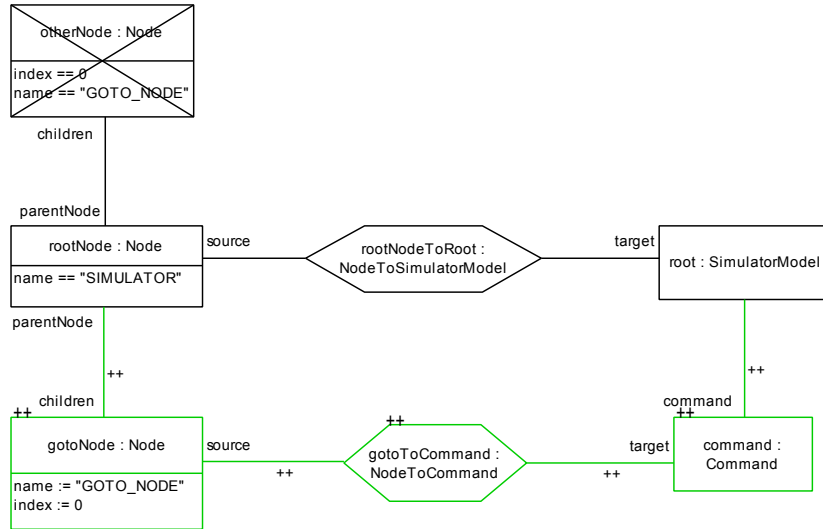 otherNode : Node
index == 0
name == "GOTO_NODE"
children
parentNode
rootNode : Node
name == "SIMULATOR"
source
rootNodeToRoot :
NodeToSimulatorModel
target
root : SimulatorModel
parentNode
++
++
children
command
++
++
++
++
gotoNode : Node
name := "GOTO_NODE"
index := 0
source
++
gotoToCommand :
NodeToCommand
target
++
command :
Command